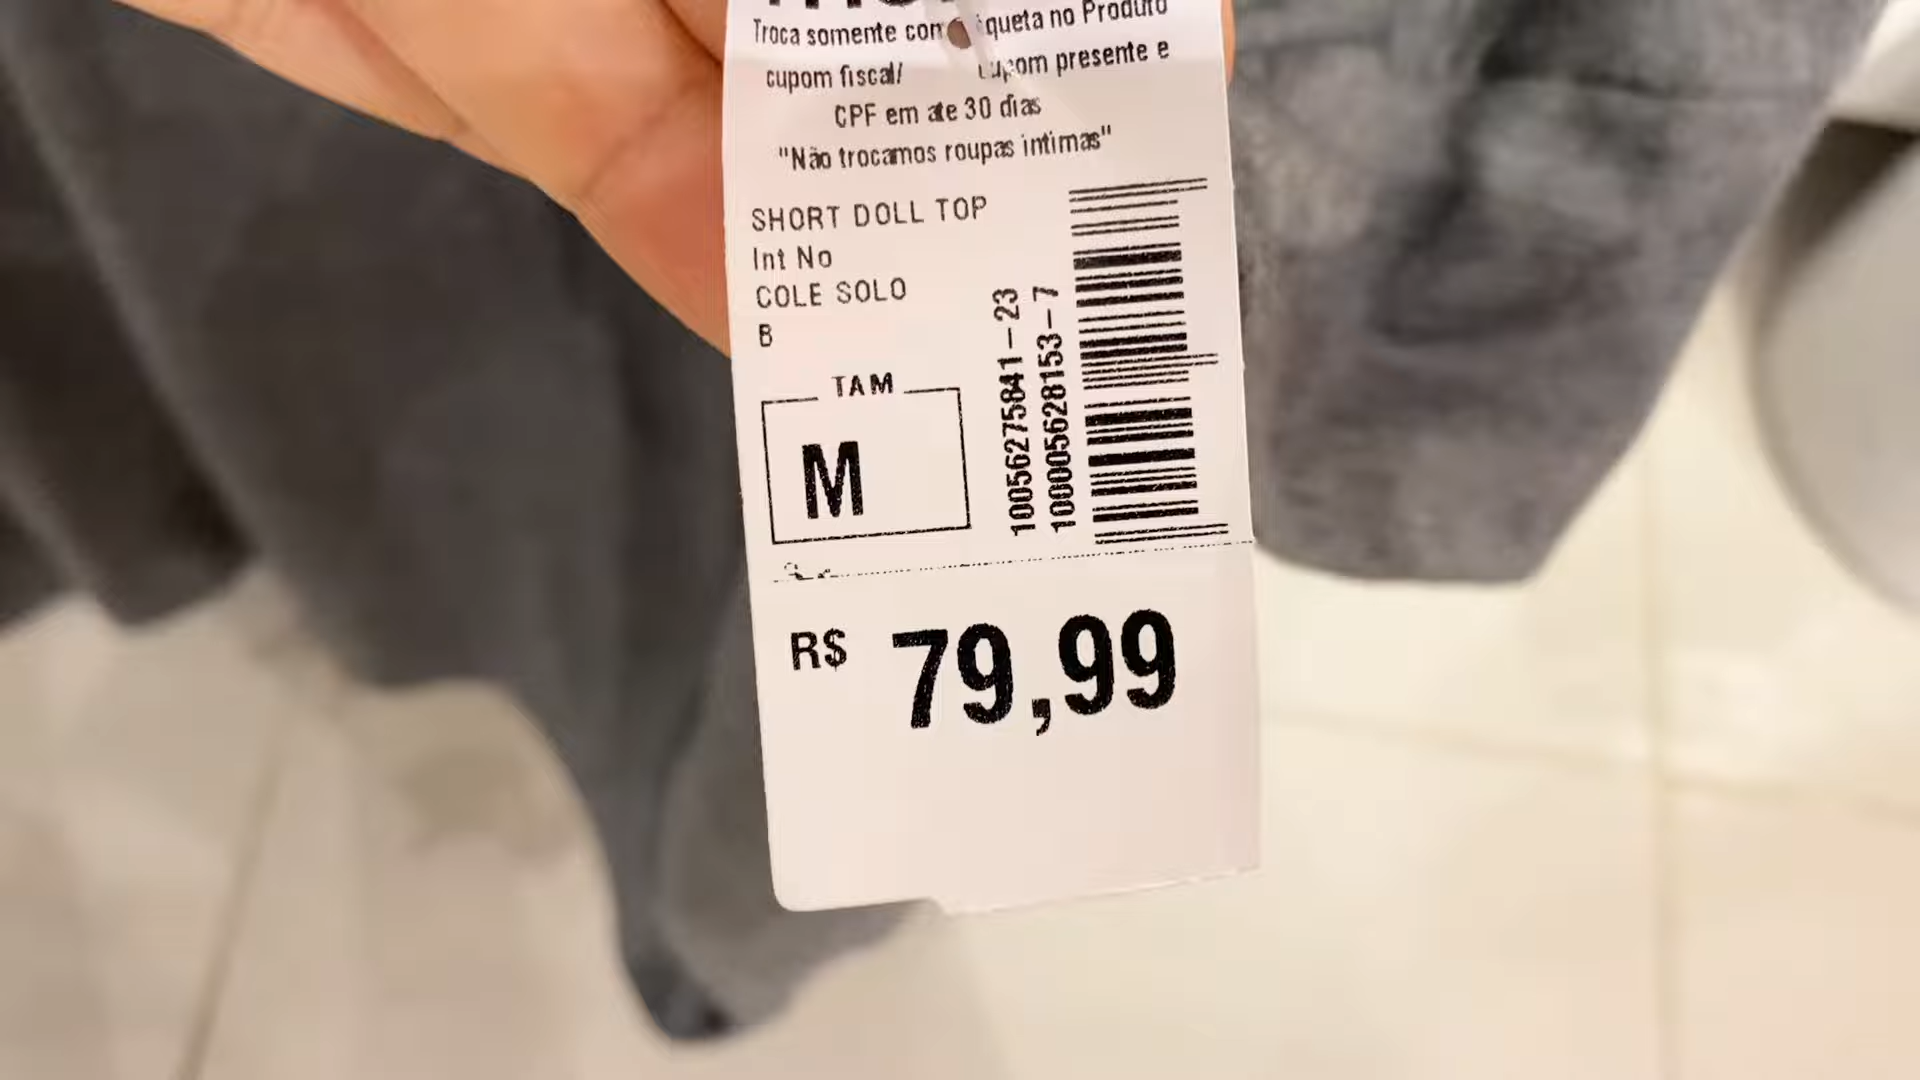 Troca somente com queta no Produto
cupom fiscal/ cupom presente e
CPF em ate 30 dias
"Não trocamos roupas intimas"
SHORT DOLL TOP
Int No
COLE SOLO
B
TAM
M
10056275841-23
100005628153-7
R$ 79,99